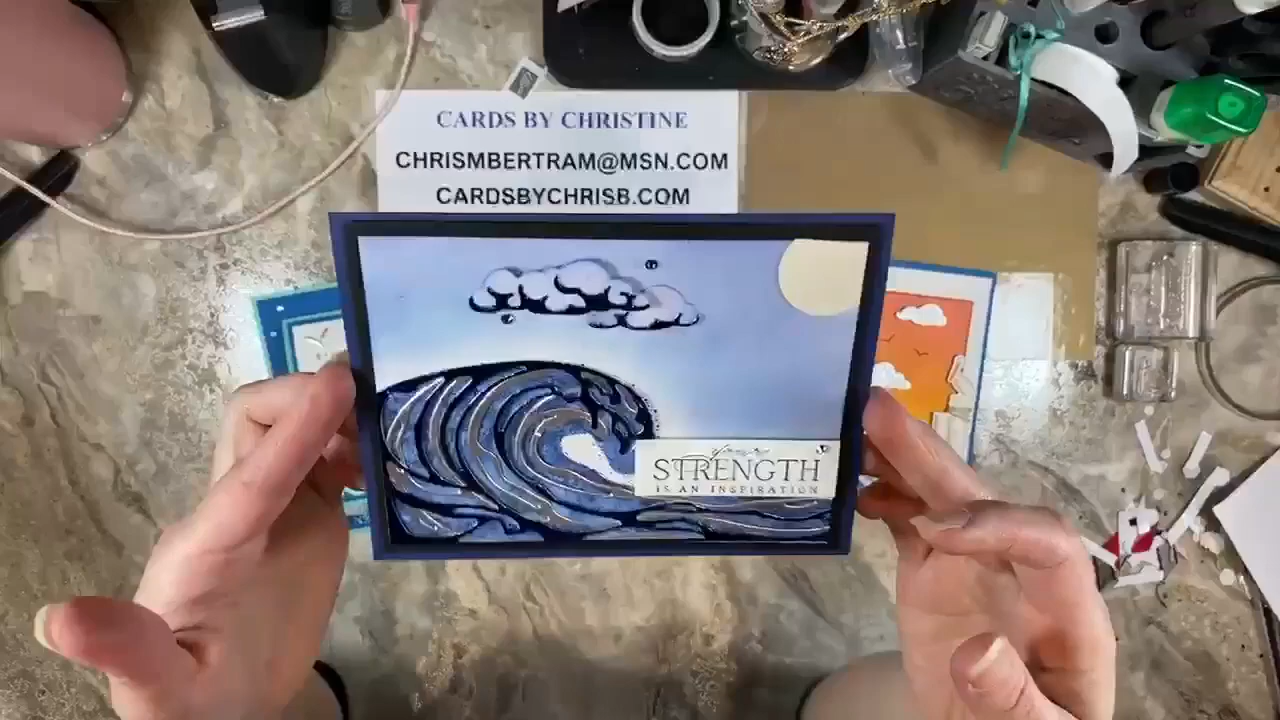 CARDS BY CHRISTINE
CHRISMBERTRAM@MSN.COM
CARDSBYCHRISB.COM
STRENGTH
IS AN INSPIRATION